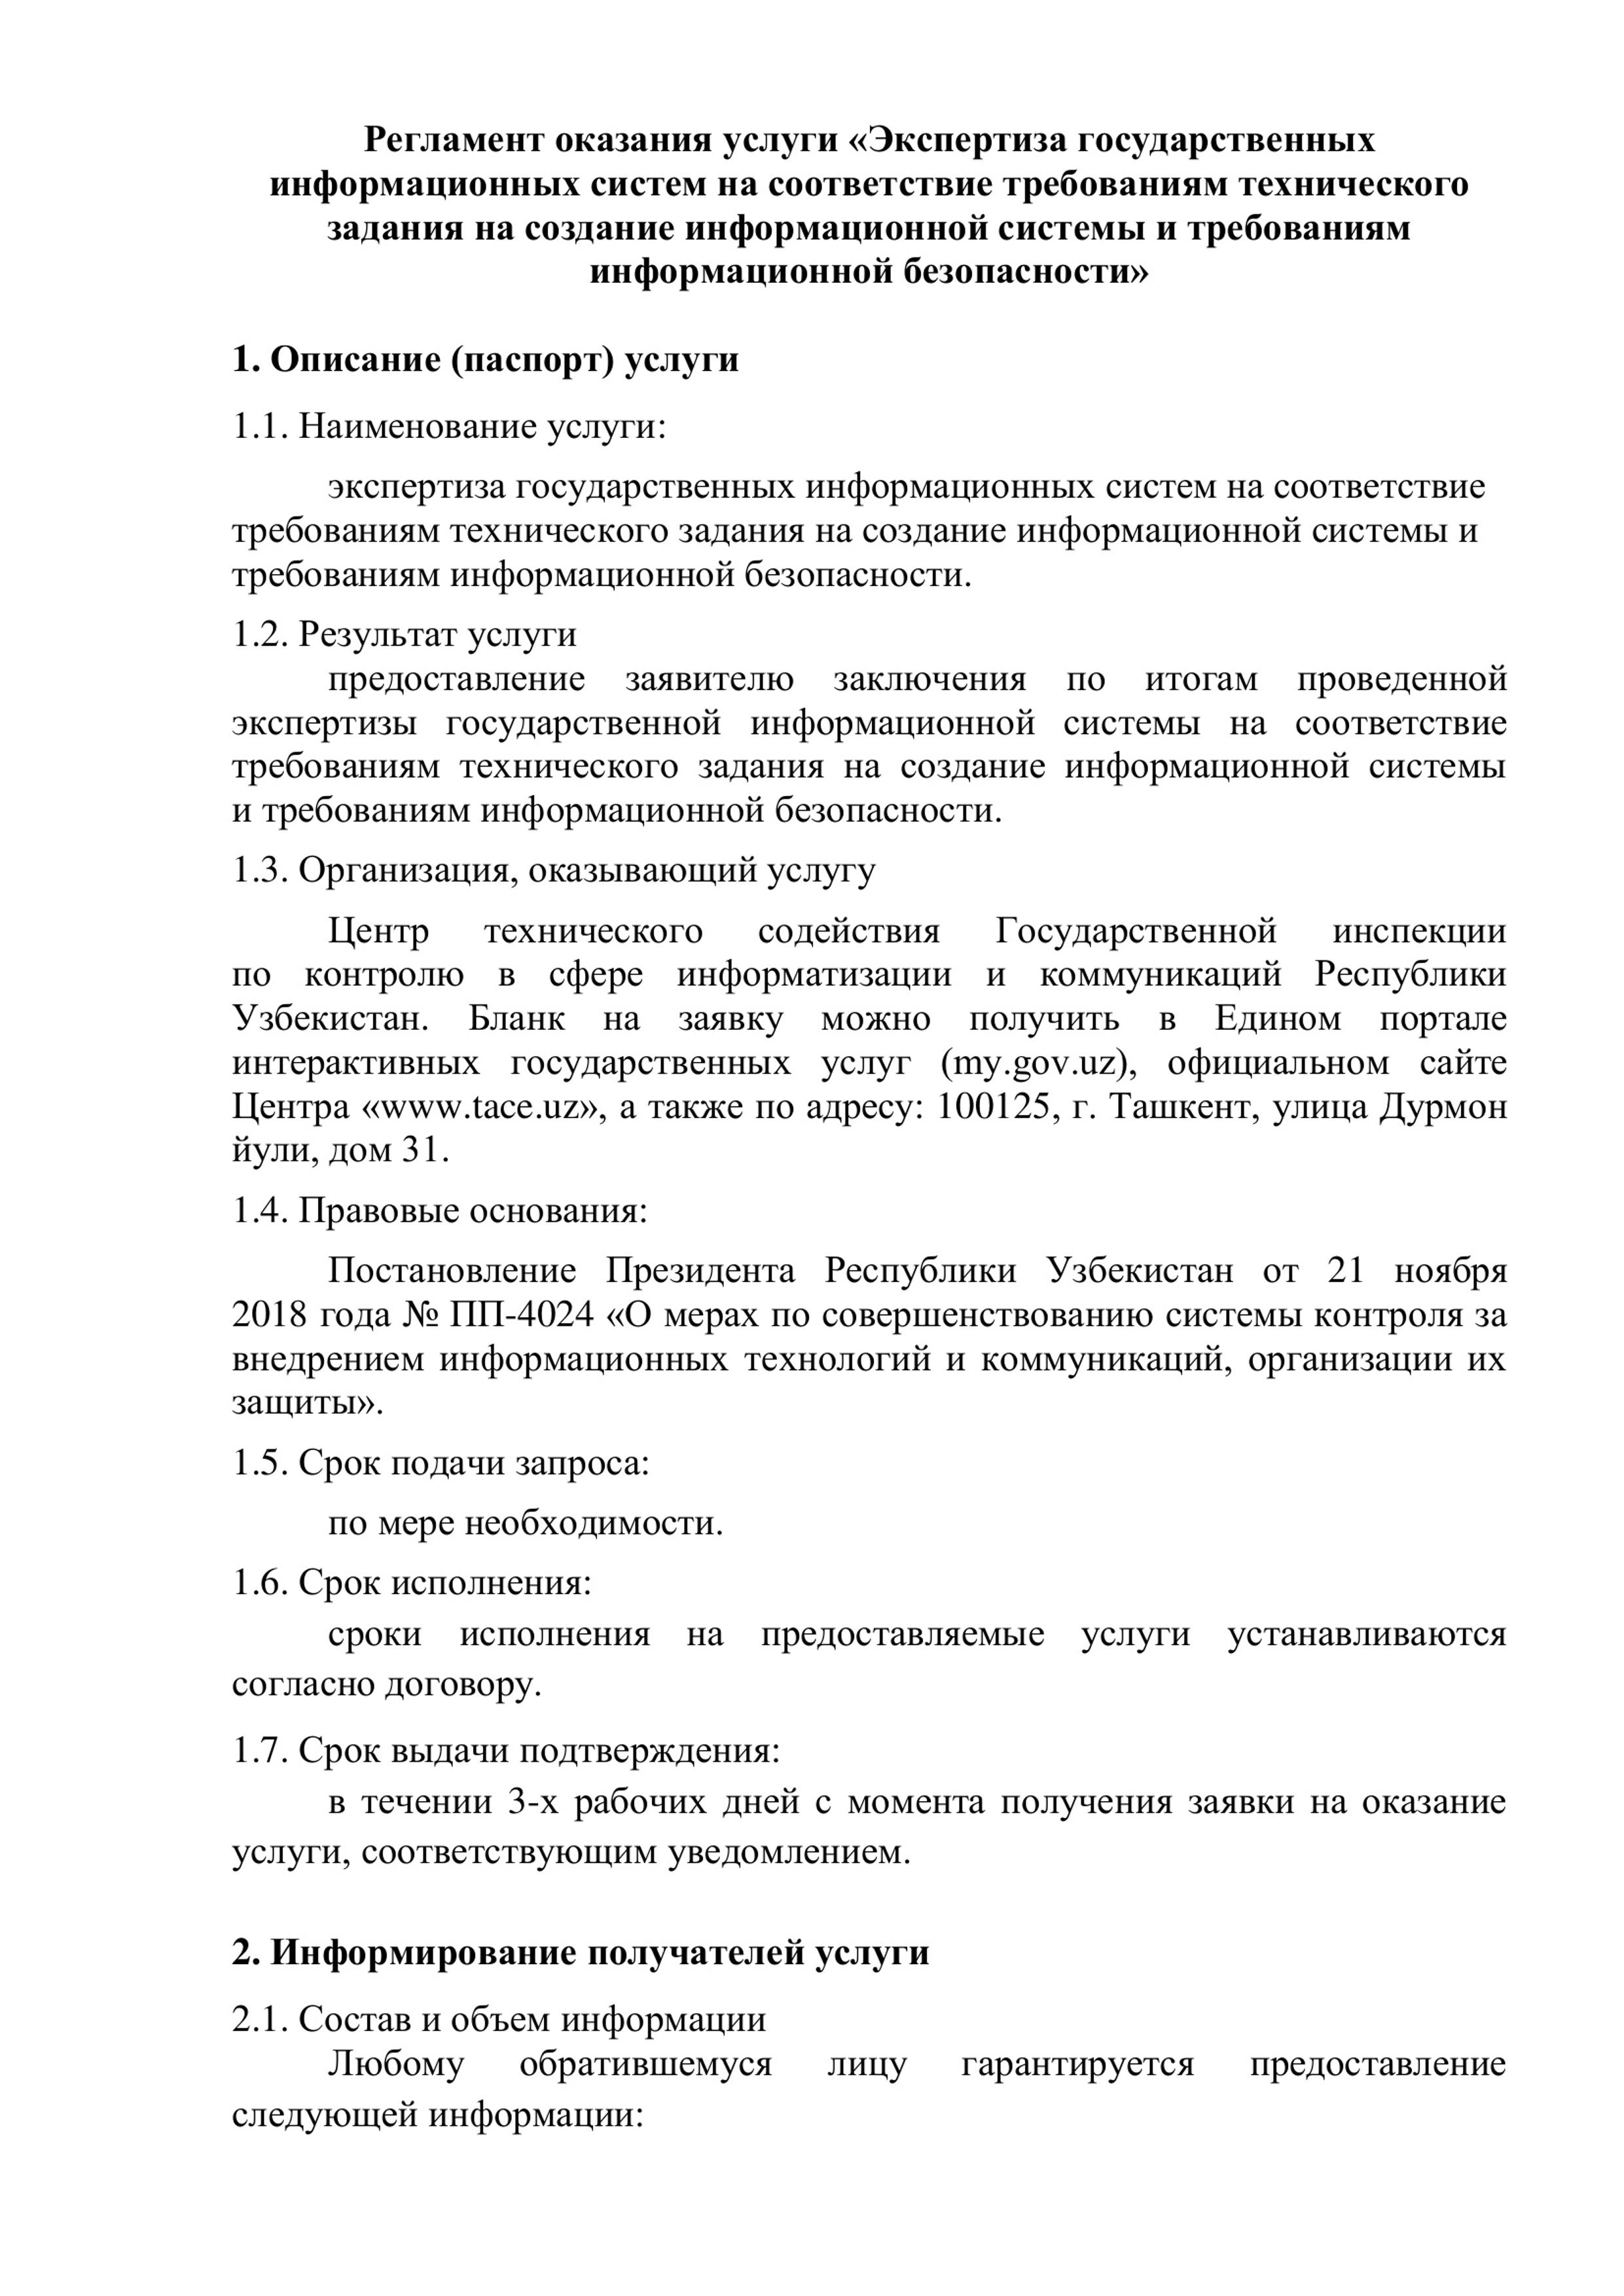 Регламент оказания услуги «Экспертиза государственных
информационных систем на соответствие требованиям технического
задания на создание информационной системы и требованиям
информационной безопасности»
1. Описание (паспорт) услуги
1.1. Наименование услуги:
экспертиза государственных информационных систем на соответствие
требованиям технического задания на создание информационной системы и
требованиям информационной безопасности.
1.2. Результат услуги
предоставление заявителю заключения по итогам проведенной
экспертизы государственной информационной системы на соответствие
требованиям технического задания на создание информационной системы
и требованиям информационной безопасности.
1.3. Организация, оказывающий услугу
Центр технического содействия Государственной инспекции
по контролю в сфере информатизации и коммуникаций Республики
Узбекистан. Бланк на заявку можно получить в Едином портале
интерактивных государственных услуг (my.gov.uz), официальном сайте
Центра «www.tace.uz», а также по адресу: 100125, г. Ташкент, улица Дурмон
йули, дом 31.
1.4. Правовые основания:
Постановление Президента Республики Узбекистан от 21 ноября
2018 года № ПП-4024 «О мерах по совершенствованию системы контроля за
внедрением информационных технологий и коммуникаций, организации их
защиты».
1.5. Срок подачи запроса:
по мере необходимости.
1.6. Срок исполнения:
сроки исполнения на предоставляемые услуги устанавливаются
согласно договору.
1.7. Срок выдачи подтверждения:
в течении 3-х рабочих дней с момента получения заявки на оказание
услуги, соответствующим уведомлением.
2. Информирование получателей услуги
2.1. Состав и объем информации
Любому обратившемуся лицу гарантируется предоставление
следующей информации: